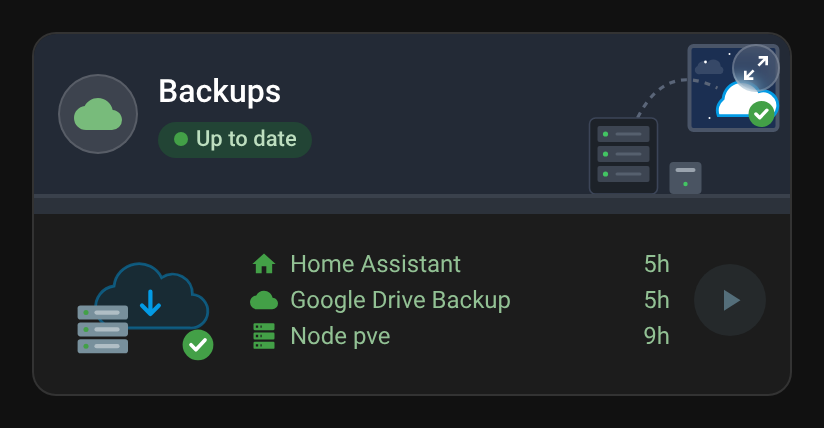 Backups
Up to date
Home Assistant 5h
Google Drive Backup 5h
Node pve 9h